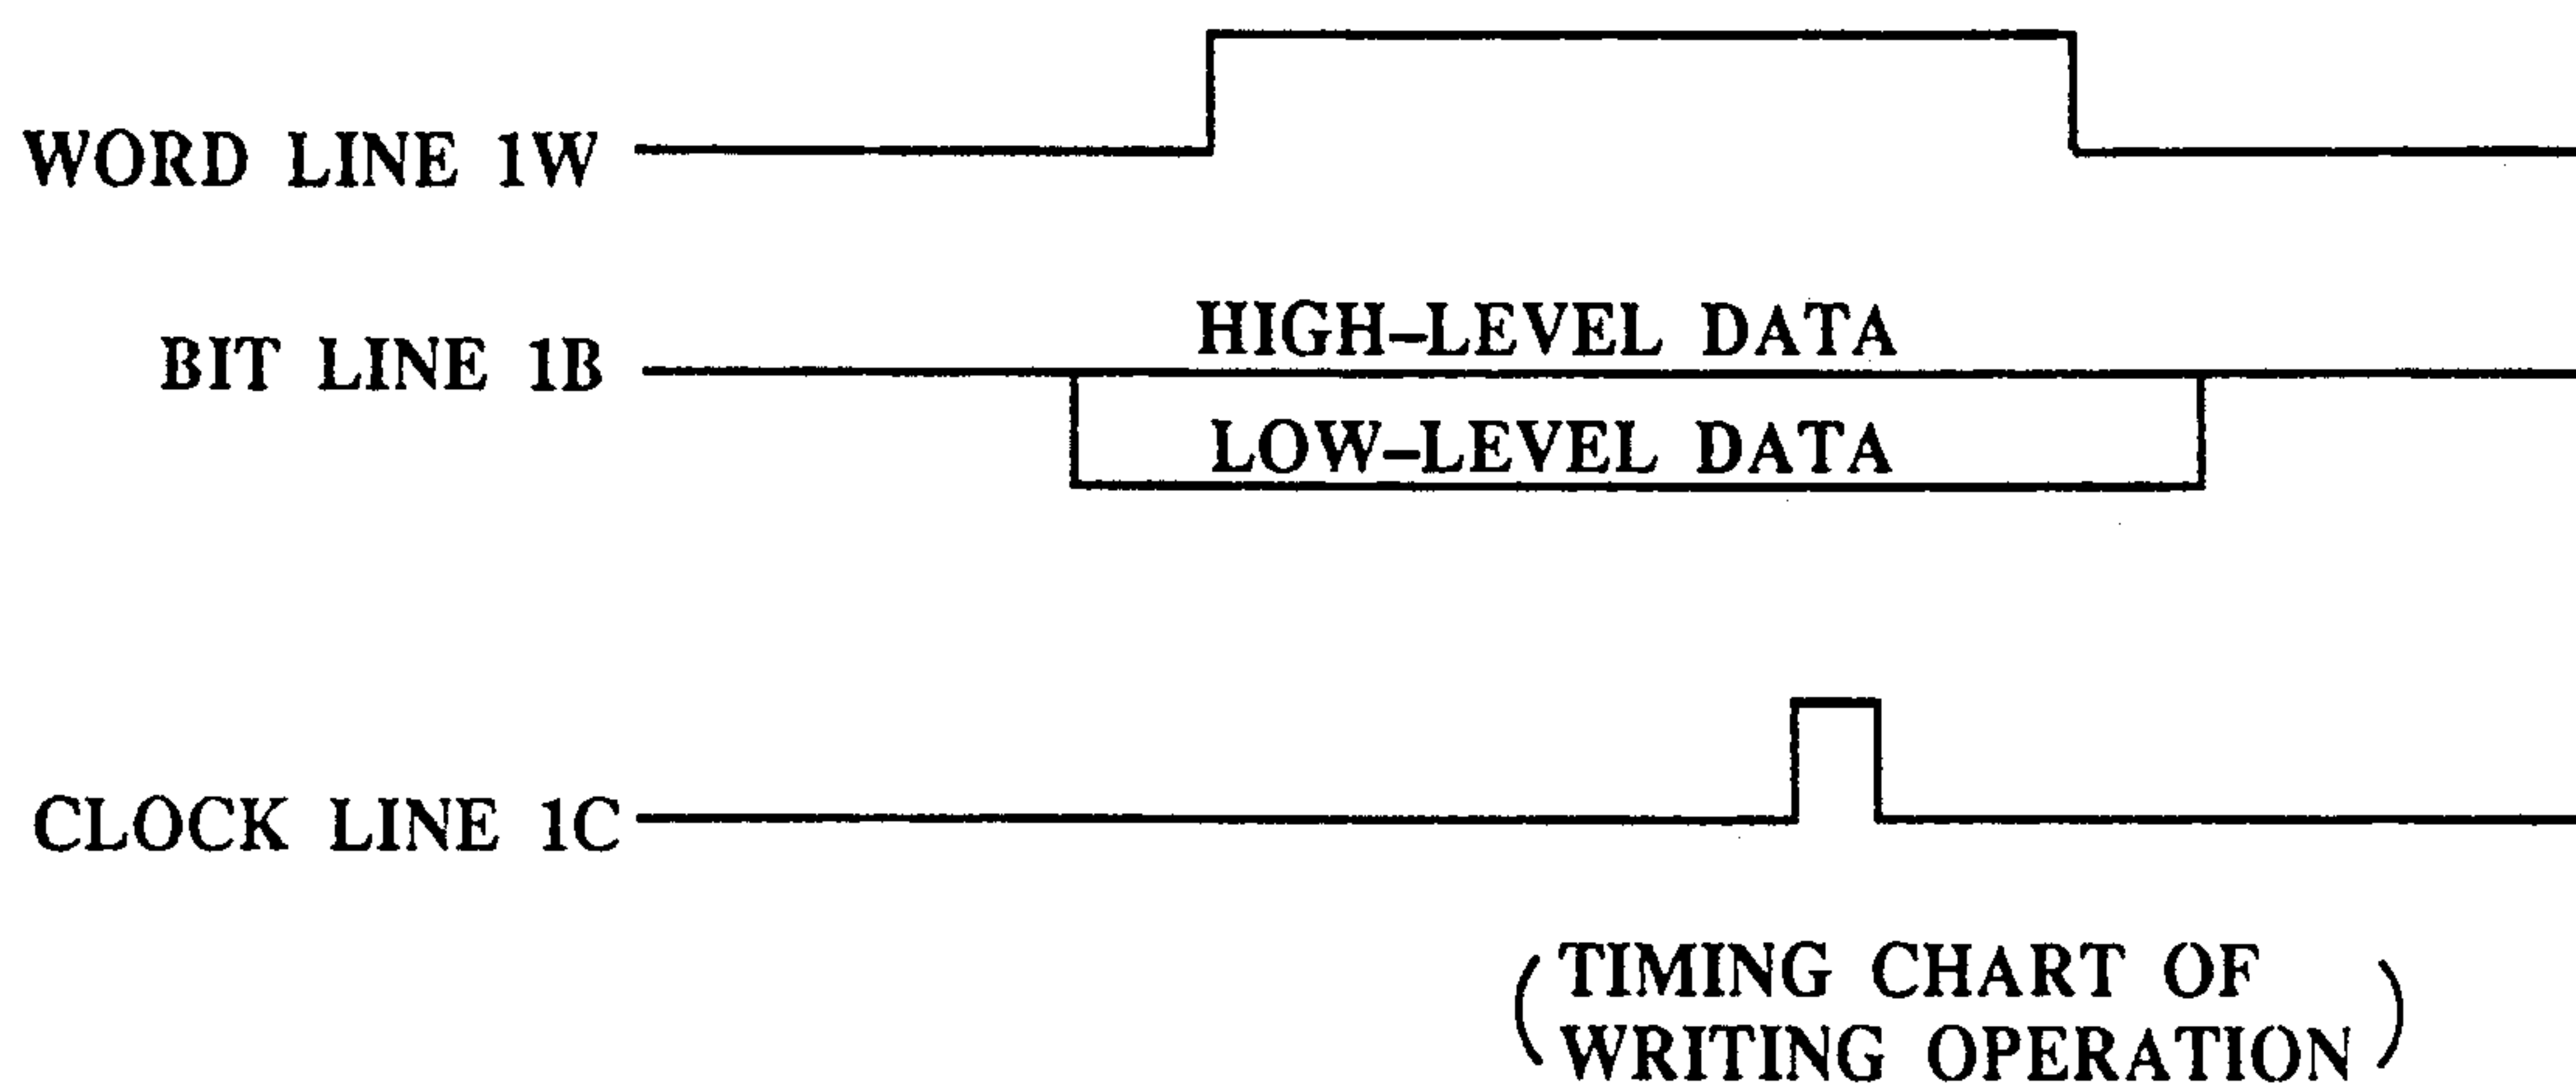 WORD LINE 1W
HIGH-LEVEL DATA
BIT LINE 1B
LOW-LEVEL DATA
CLOCK LINE 1C
(TIMING CHART OF
WRITING OPERATION)